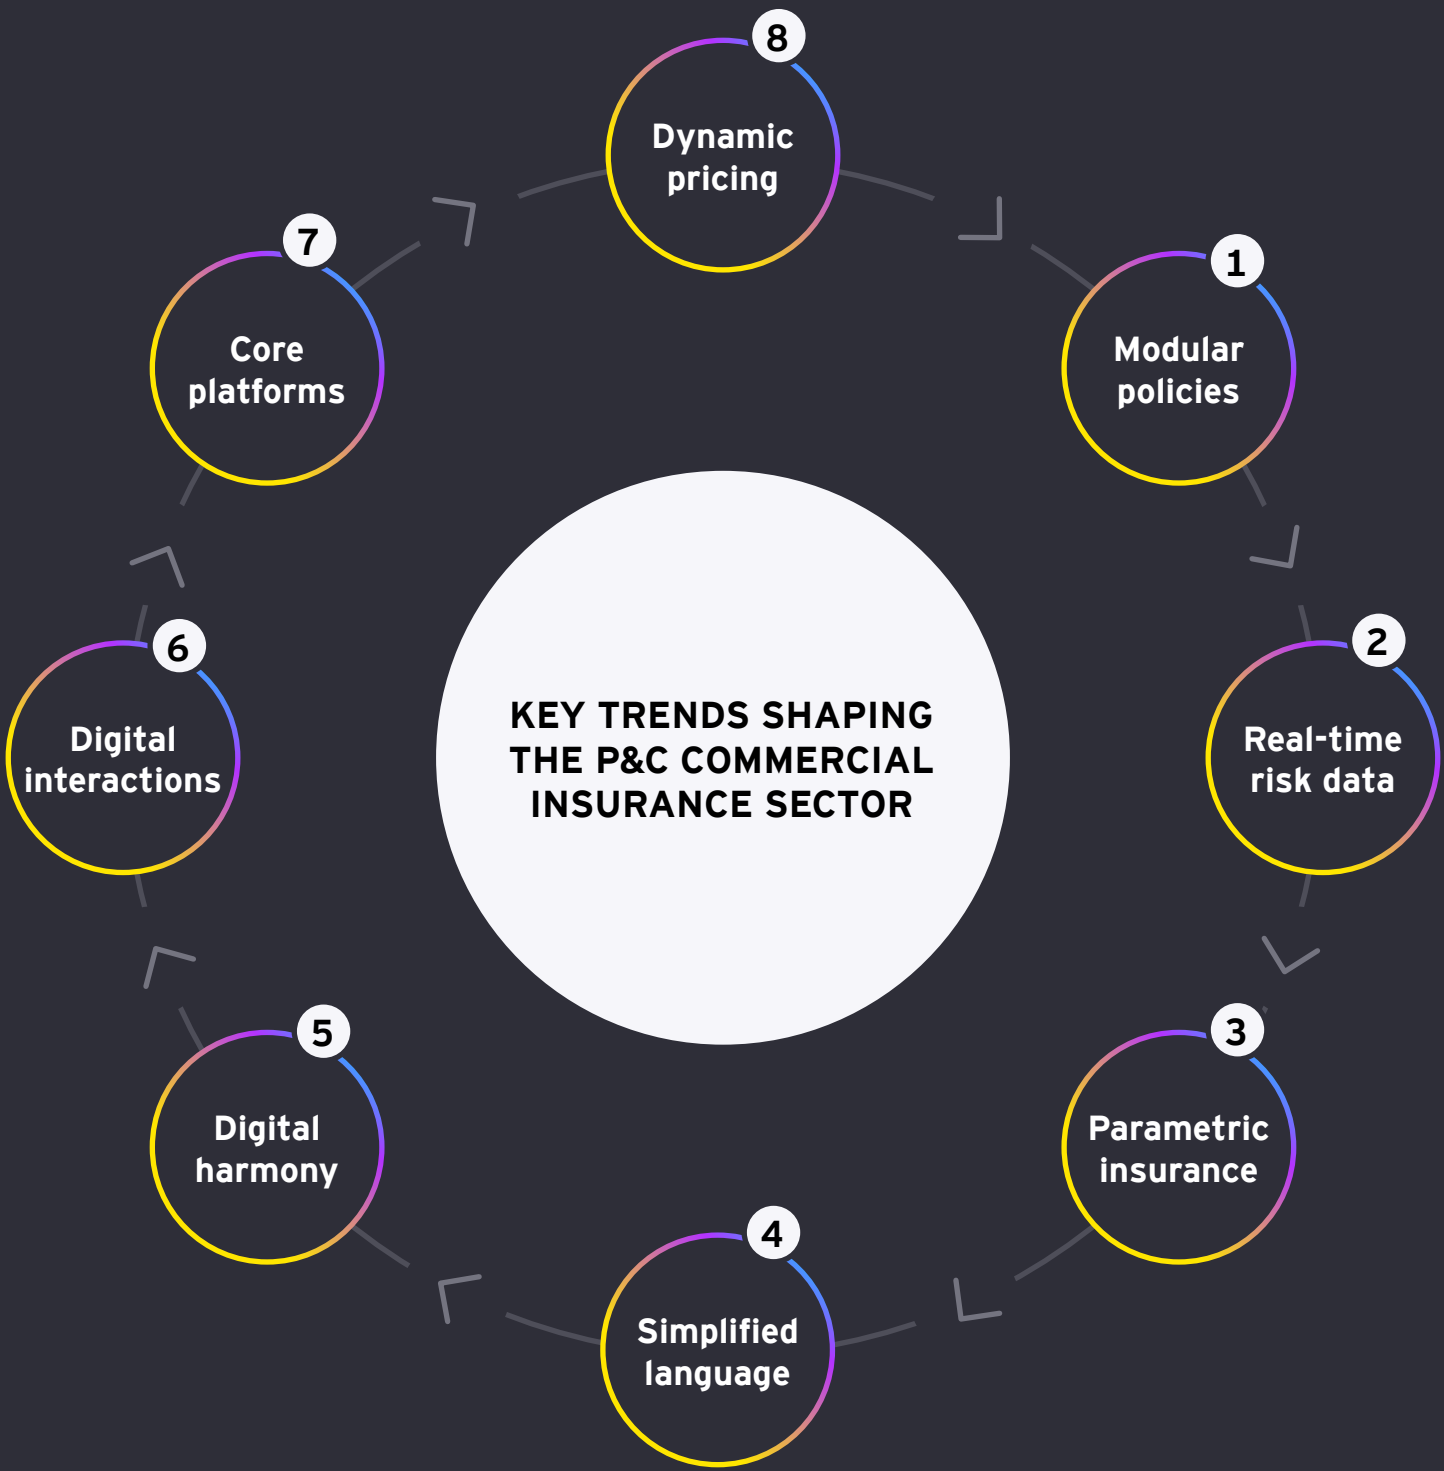 8
Dynamic
pricing
7
Core
platforms
1
Modular
policies
6
Digital
interactions
KEY TRENDS SHAPING
THE P&C COMMERCIAL
INSURANCE SECTOR
2
Real-time
risk data
5
Digital
harmony
3
Parametric
insurance
4
Simplified
language